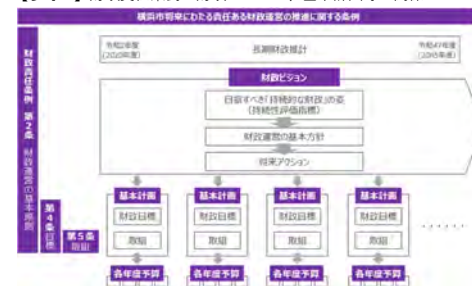 横浜市将来にわたる責任ある財政運営の推進に関する条例
財政責任条例 第2条 財政運営の基本原則
令和2年度
(2020年度)
長期財政推計
令和47年度
(2065年度)
財政ビジョン
目指すべき「持続的な財政」の姿
(持続性評価指標)
財政運営の基本方針
将来アクション
第4条 目標
第5条
取組
基本計画
財政目標
取組
基本計画
財政目標
取組
基本計画
財政目標
取組
基本計画
財政目標
取組
・・・・・
各年度予算
各年度予算
各年度予算
各年度予算